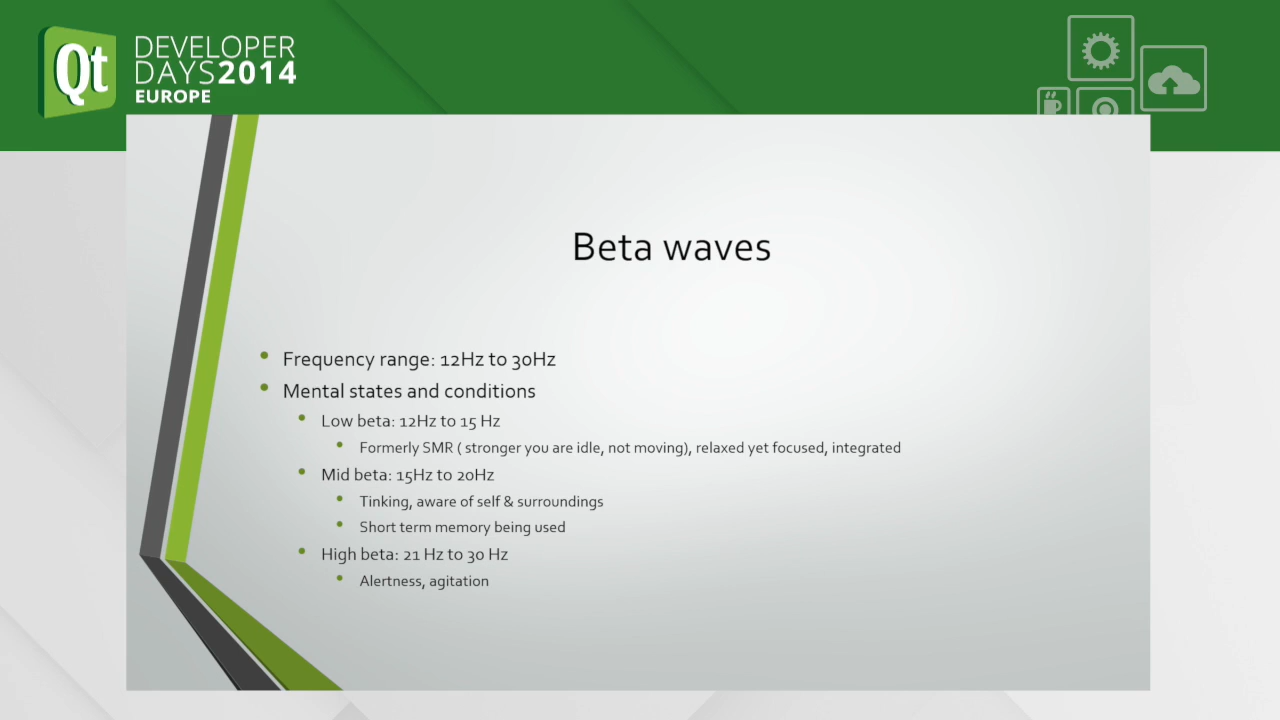 Qt
DEVELOPER
DAYS2014
EUROPE
Beta waves
• Frequency range: 12Hz to 30Hz
• Mental states and conditions
• Low beta: 12Hz to 15 Hz
• Formerly SMR ( stronger you are idle, not moving), relaxed yet focused, integrated
• Mid beta: 15Hz to 20Hz
• Tinking, aware of self & surroundings
• Short term memory being used
• High beta: 21 Hz to 30 Hz
• Alertness, agitation